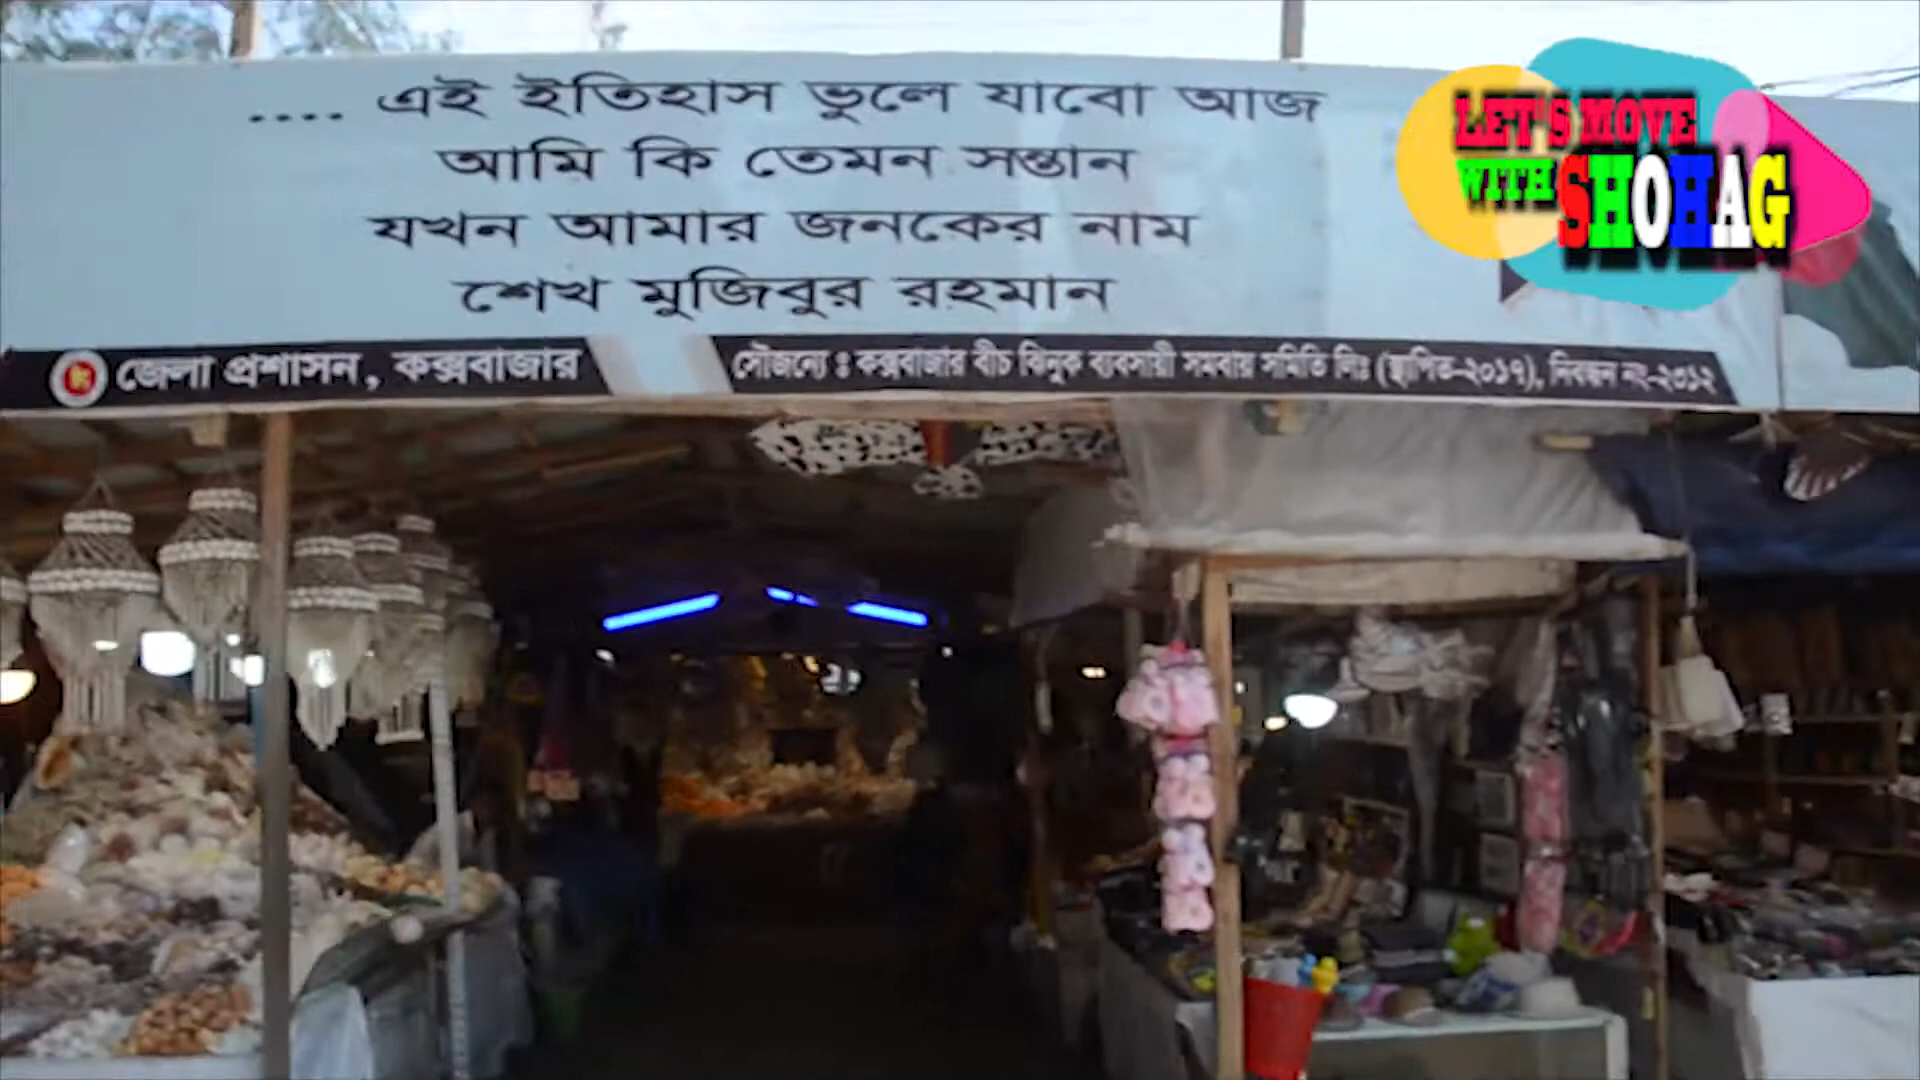 .... এই ইতিহাস ভুলে যাবো আজ
আমি কি তেমন সন্তান
যখন আমার জনকের নাম
শেখ মুজিবুর রহমান
জেলা প্রশাসন, কক্সবাজার
সৌজন্যে ঃ কক্সবাজার বীচ ঝিনুক ব্যবসায়ী সমবায় সমিতি লিঃ (স্থাপিত-২০১৭), নিবন্ধন নং-২৩১২
LET'S MOVE
WITH SHOHAG